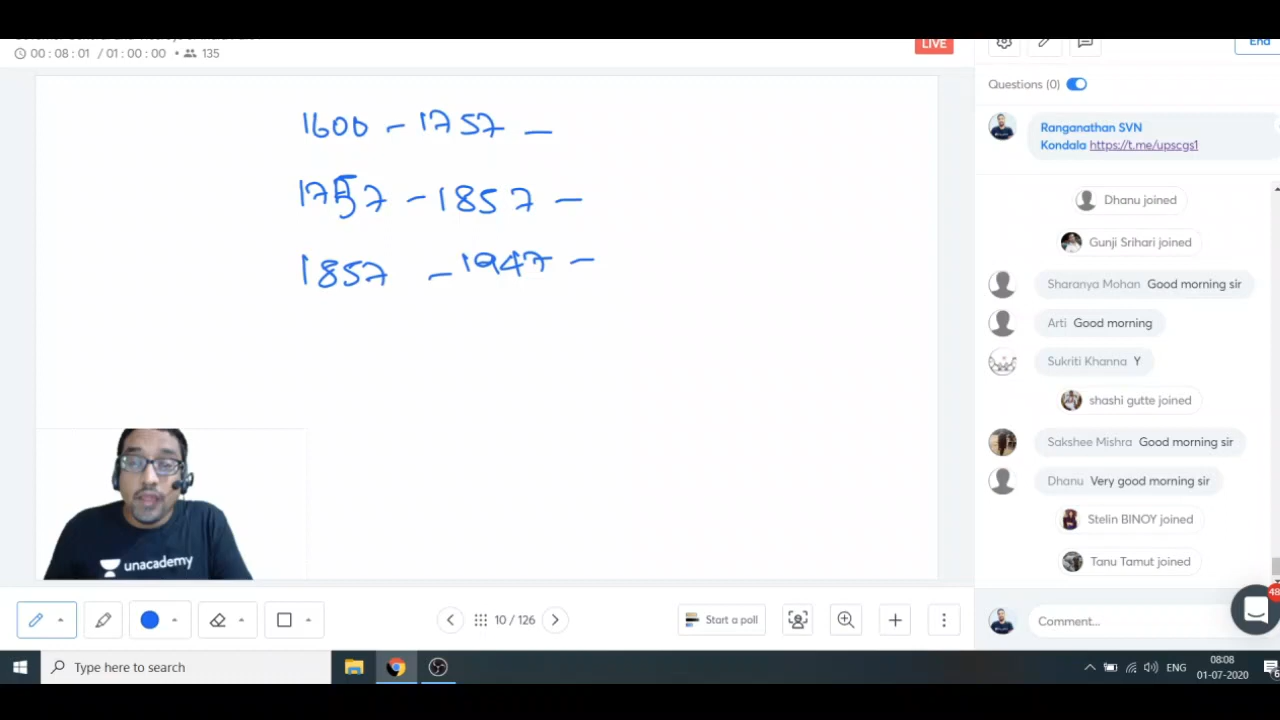 00 : 08 : 01 / 01 : 00 : 00 • 135
LIVE
End
1600 - 1757 -
1757 - 1857 -
1857 - 1947 -
unacademy
Questions (0)
Ranganathan SVN
Kondala https://t.me/upscgs1
Dhanu joined
Gunji Srihari joined
Sharanya Mohan Good morning sir
Arti Good morning
Sukriti Khanna Y
shashi gutte joined
Sakshee Mishra Good morning sir
Dhanu Very good morning sir
Stelin BINOY joined
Tanu Tamut joined
48
10 / 126
Start a poll
Comment...
Type here to search
ENG
08:08
01-07-2020
6